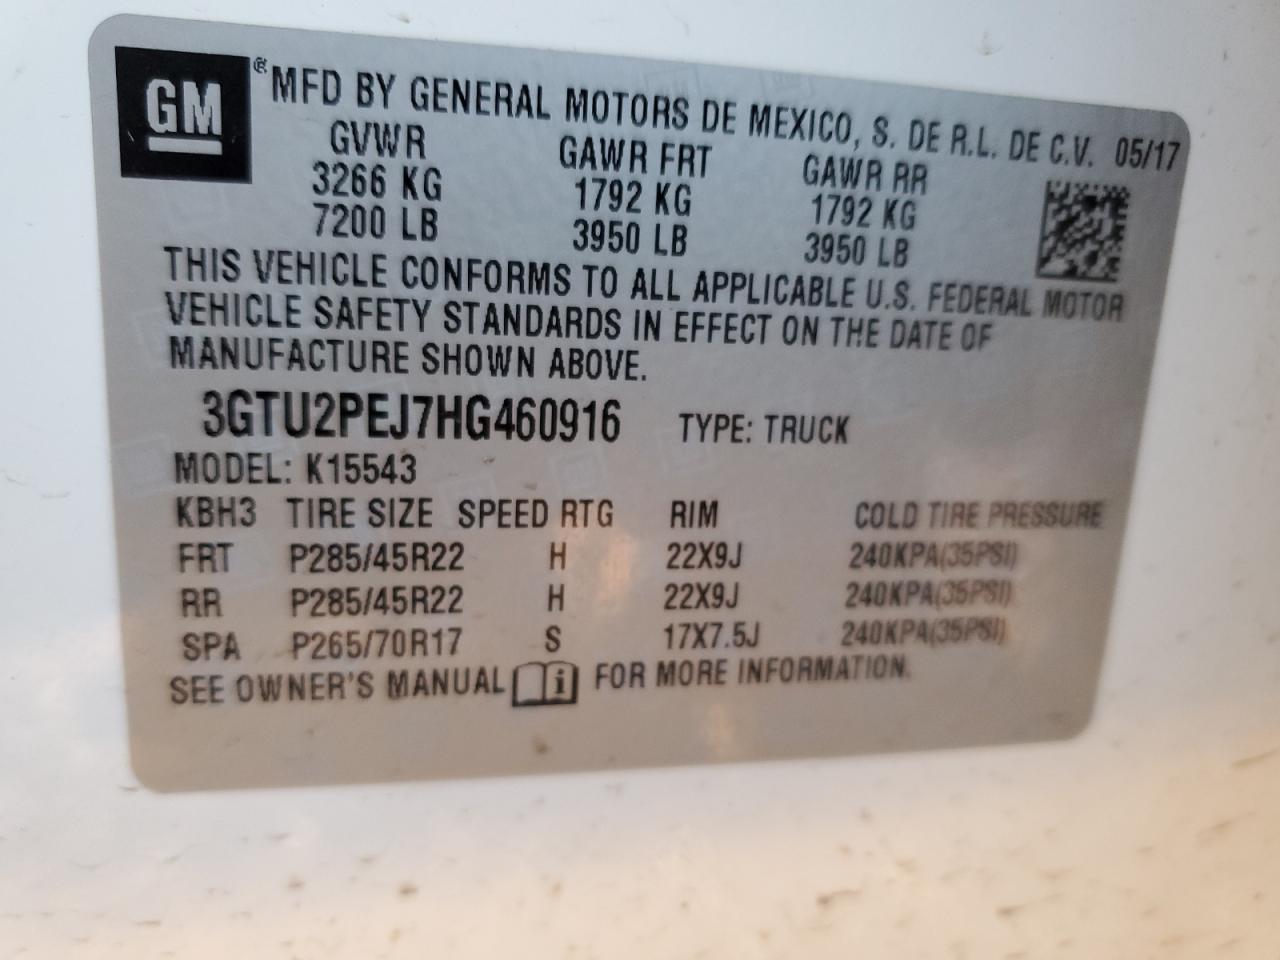 GM
® MFD BY GENERAL MOTORS DE MEXICO, S. DE R.L. DE C.V. 05/17
GVWR GAWR FRT GAWR RR
3266 KG 1792 KG 1792 KG
7200 LB 3950 LB 3950 LB
THIS VEHICLE CONFORMS TO ALL APPLICABLE U.S. FEDERAL MOTOR
VEHICLE SAFETY STANDARDS IN EFFECT ON THE DATE OF
MANUFACTURE SHOWN ABOVE.
3GTU2PEJ7HG460916 TYPE: TRUCK
MODEL: K15543
KBH3 TIRE SIZE SPEED RTG RIM COLD TIRE PRESSURE
FRT P285/45R22 H 22X9J 240KPA(35PSI)
RR P285/45R22 H 22X9J 240KPA(35PSI)
SPA P265/70R17 S 17X7.5J 240KPA(35PSI)
SEE OWNER'S MANUAL i FOR MORE INFORMATION.